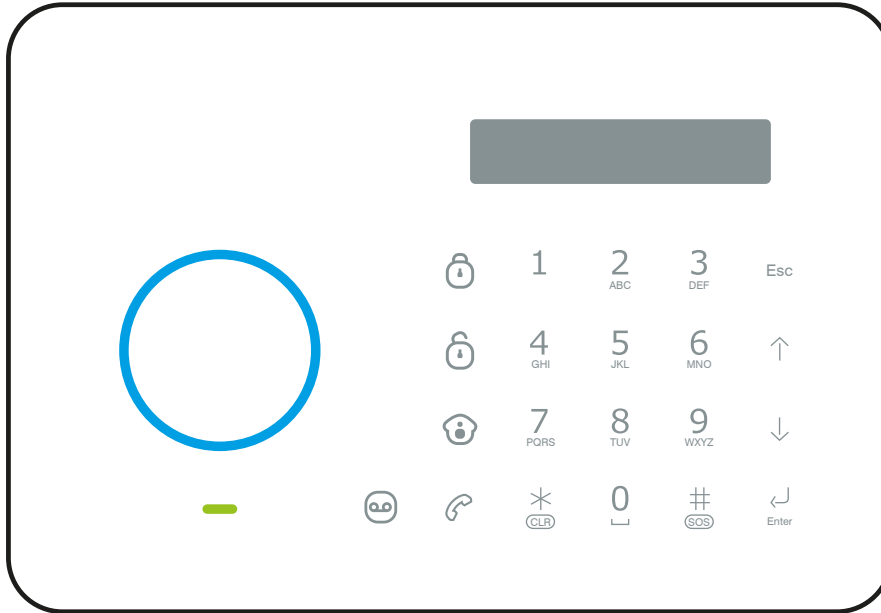 1 2 3 Esc
ABC DEF
4 5 6
GHI JKL MNO
7 8 9
PQRS TUV WXYZ
* 0 #
CLR SOS Enter